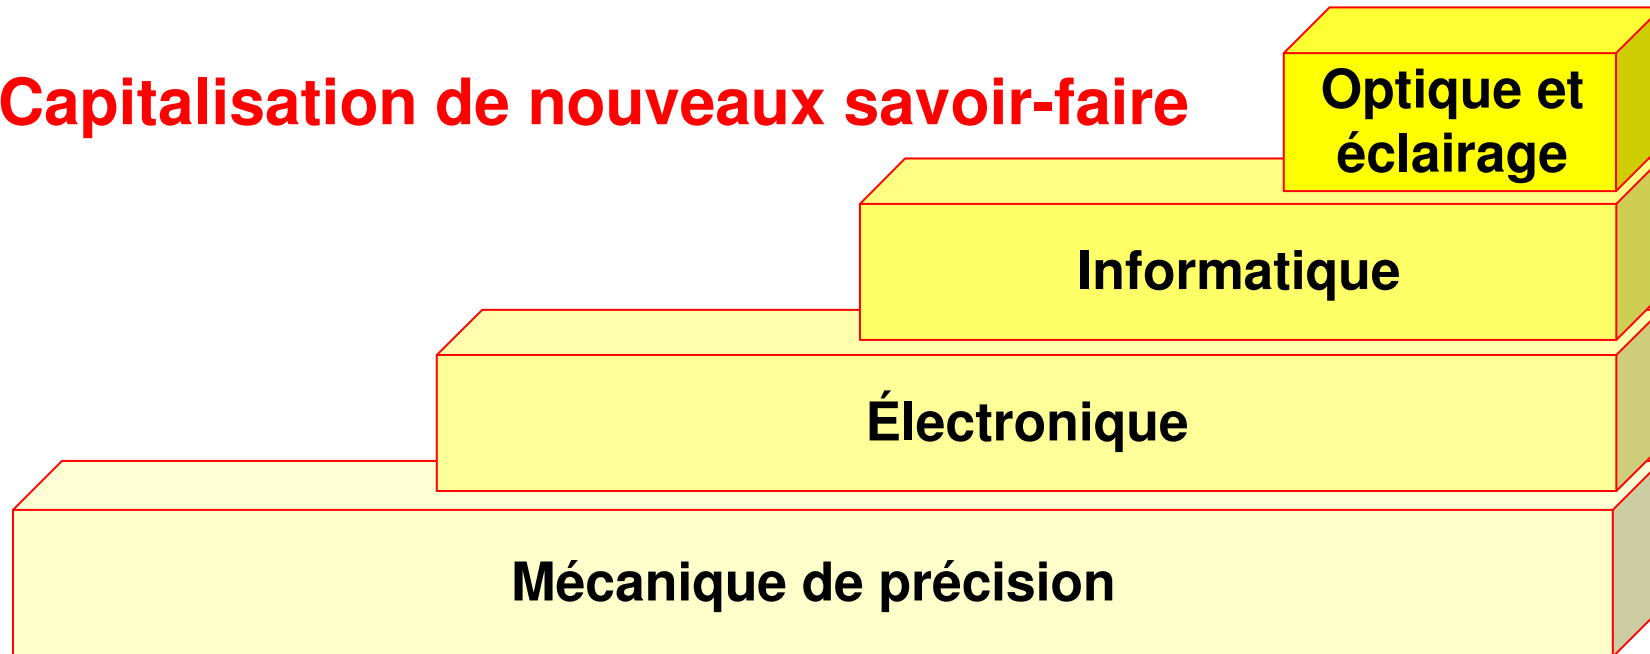 Capitalisation de nouveaux savoir-faire
Optique et
éclairage
Informatique
Électronique
Mécanique de précision